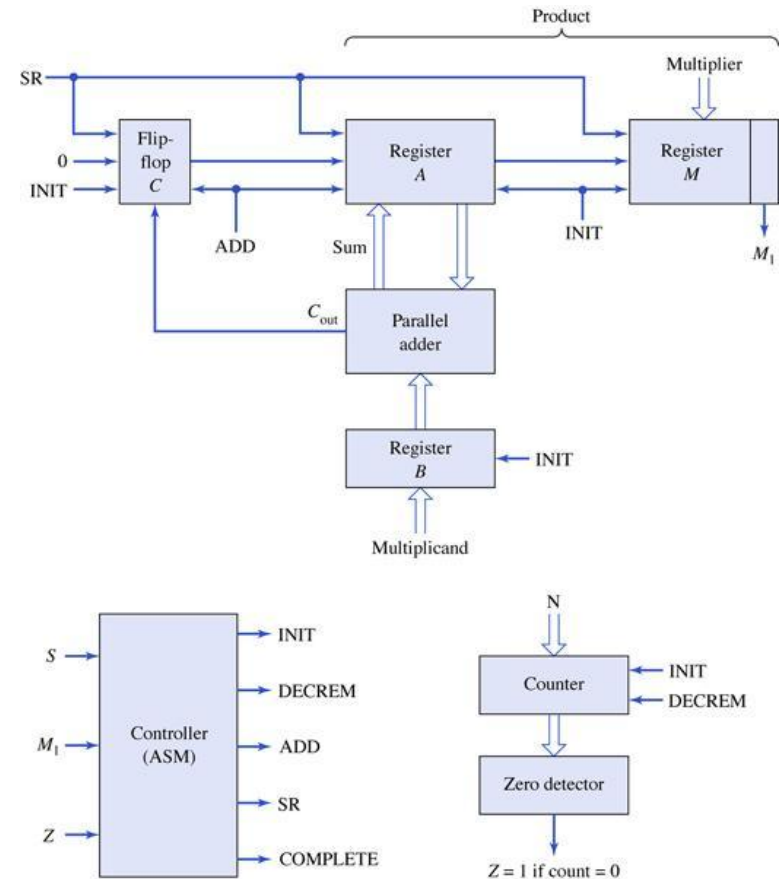 Product
SR
Multiplier
0
INIT
Flip-
flop
C
Register
A
Register
M
ADD
Sum
INIT
M₁
Cout
Parallel
adder
Register
B
INIT
Multiplicand
S
M₁
Z
Controller
(ASM)
INIT
DECREM
ADD
SR
COMPLETE
N
Counter
INIT
DECREM
Zero detector
Z = 1 if count = 0